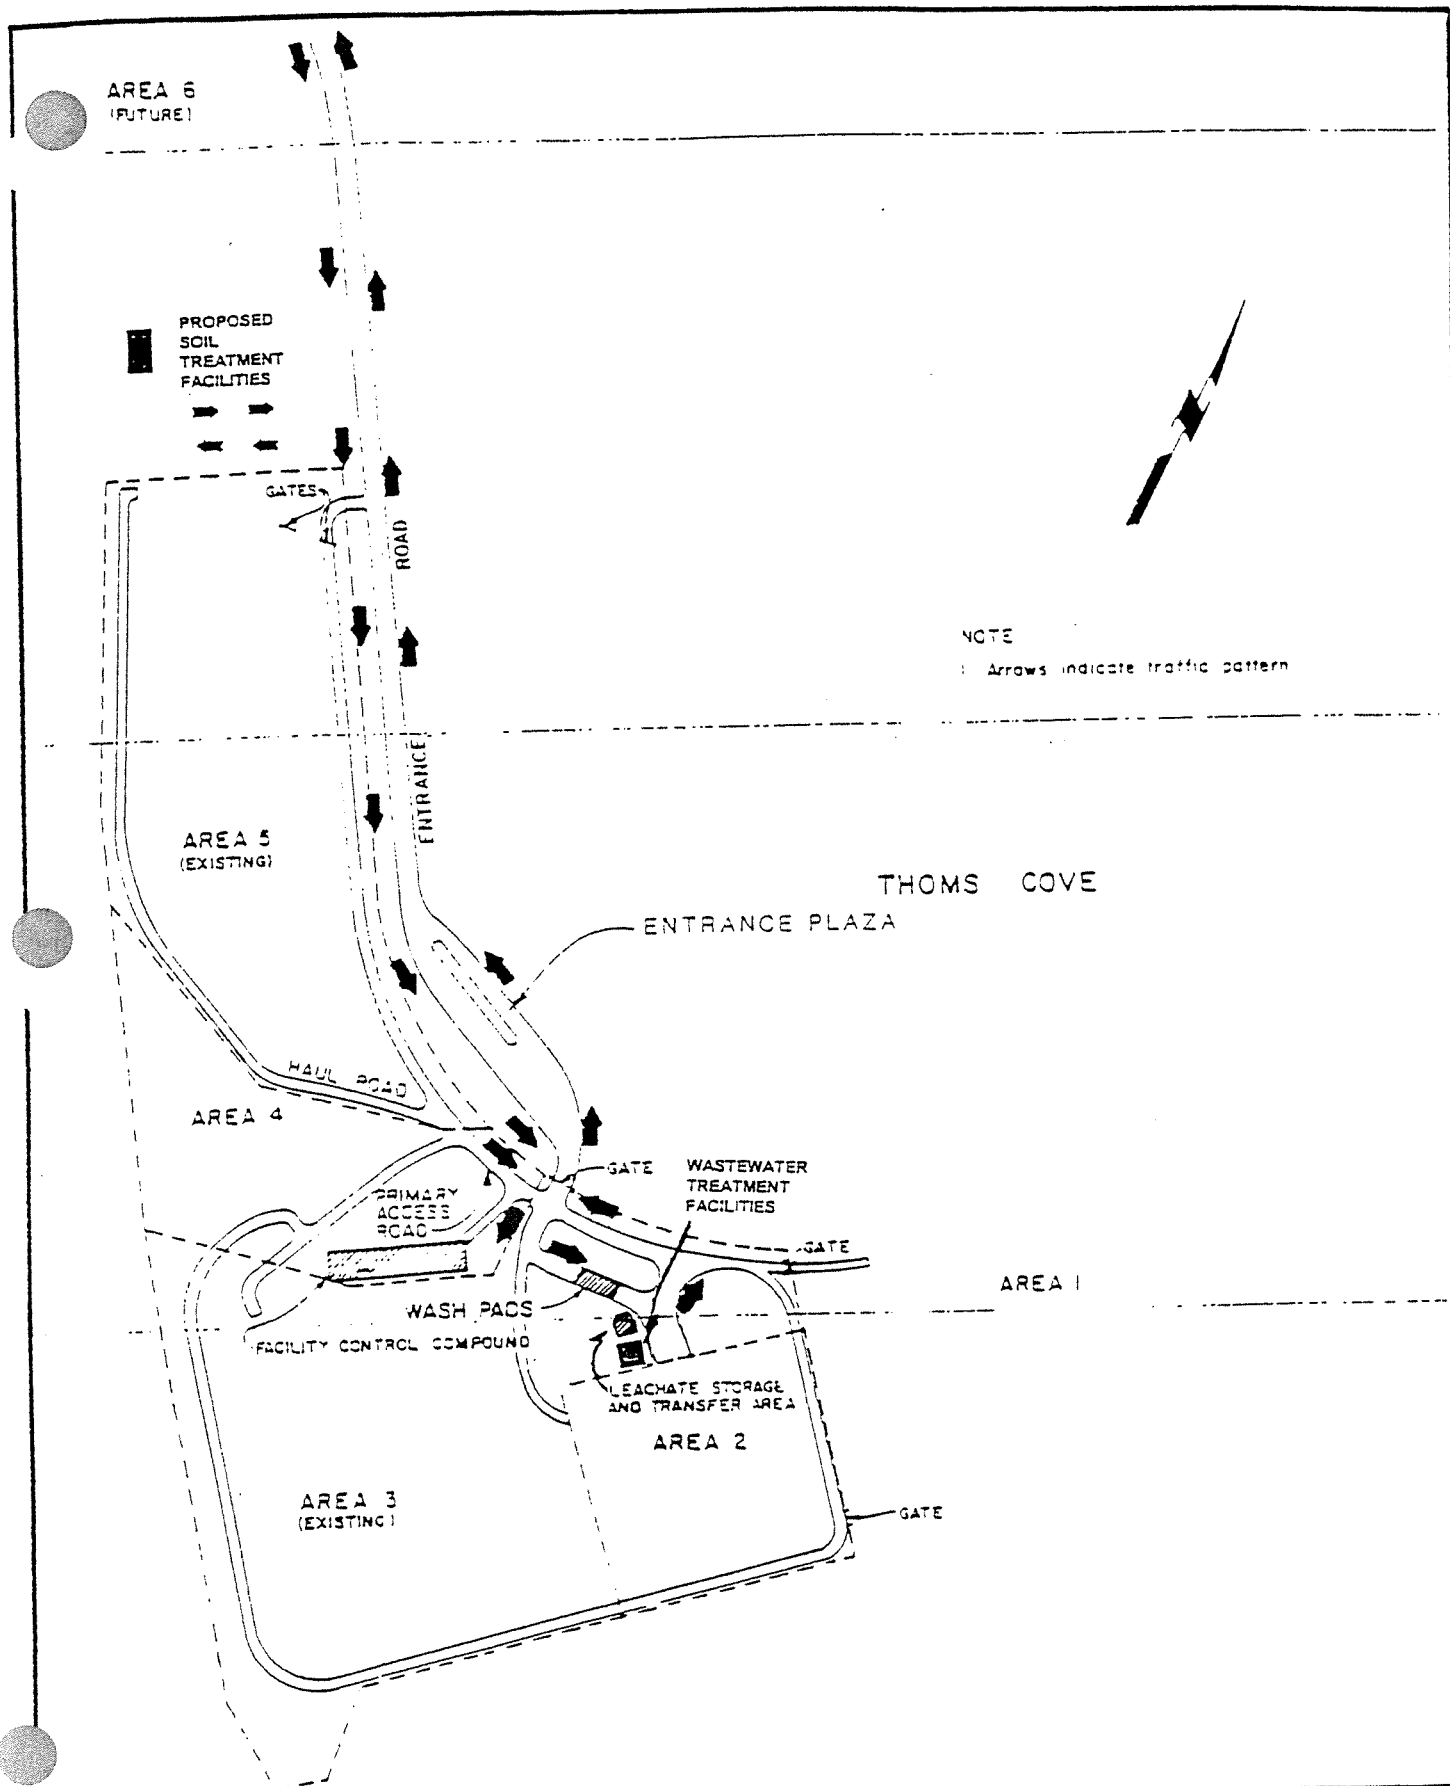 AREA 6
(FUTURE)
PROPOSED
SOIL
TREATMENT
FACILITIES
GATES
ROAD
NOTE
1 Arrows indicate traffic pattern
ENTRANCE
AREA 5
(EXISTING)
THOMS COVE
ENTRANCE PLAZA
HAUL ROAD
AREA 4
GATE
WASTEWATER
TREATMENT
FACILITIES
PRIMARY
ACCESS
ROAD
GATE
AREA 1
WASH PADS
FACILITY CONTROL COMPOUND
LEACHATE STORAGE
AND TRANSFER AREA
AREA 2
AREA 3
(EXISTING)
GATE